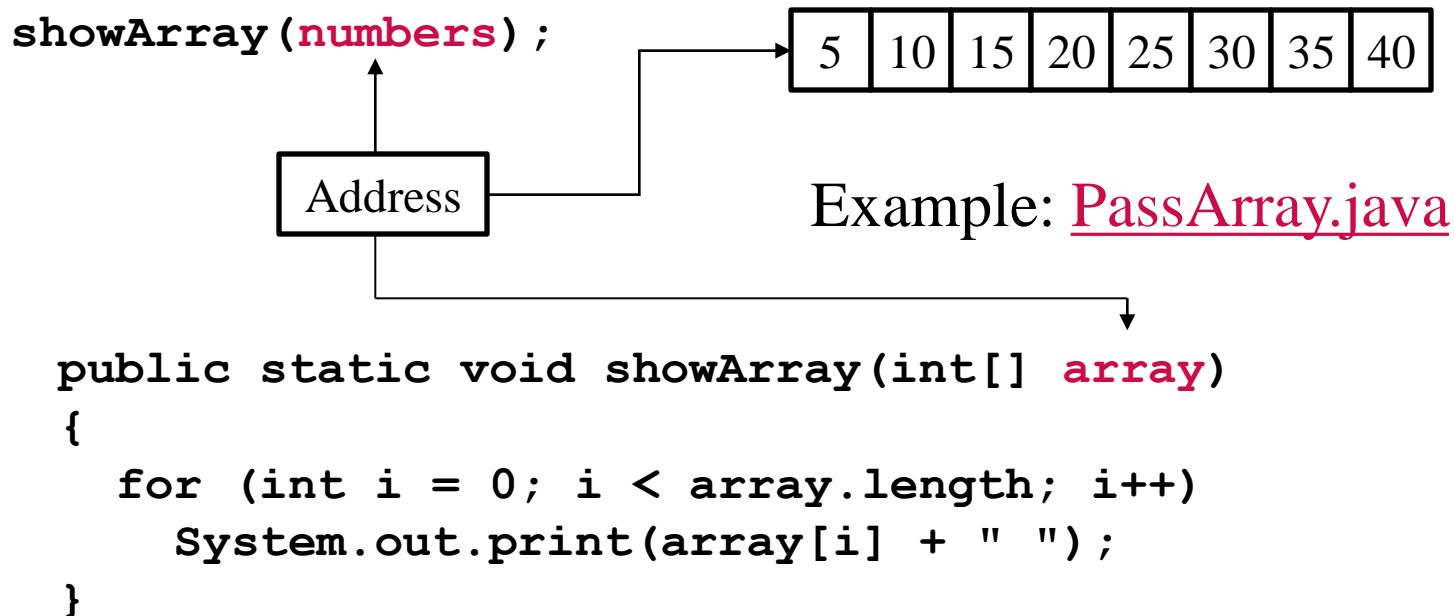 showArray(numbers);
5 10 15 20 25 30 35 40
Address
Example: PassArray.java
public static void showArray(int[] array)
{
for (int i = 0; i < array.length; i++)
System.out.print(array[i] + " ");
}